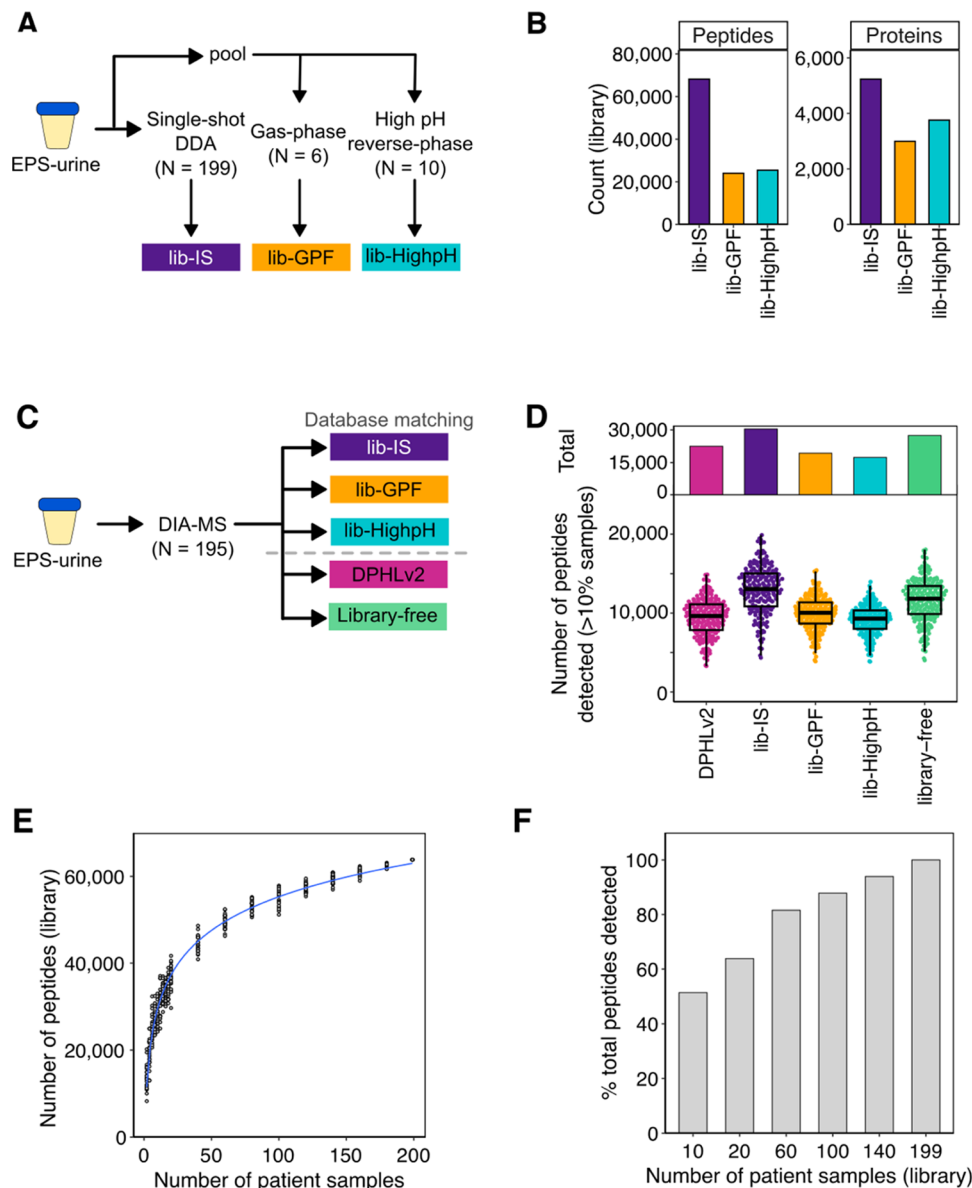 A
pool
EPS-urine
Single-shot
DDA
(N = 199)
Gas-phase
(N = 6)
High pH
reverse-phase
(N = 10)
lib-IS
lib-GPF
lib-HighpH
B
Peptides
Proteins
Count (library)
80,000
60,000
40,000
20,000
0
6,000
4,000
2,000
0
lib-IS
lib-GPF
lib-HighpH
lib-IS
lib-GPF
lib-HighpH
C
Database matching
EPS-urine
DIA-MS
(N = 195)
lib-IS
lib-GPF
lib-HighpH
DPHLv2
Library-free
D
Total
30,000
15,000
0
Number of peptides
detected (>10% samples)
20,000
10,000
0
DPHLv2
lib-IS
lib-GPF
lib-HighpH
library-free
E
Number of peptides (library)
60,000
40,000
20,000
0
0 50 100 150 200
Number of patient samples
F
% total peptides detected
100
80
60
40
20
0
10 20 60 100 140 199
Number of patient samples (library)